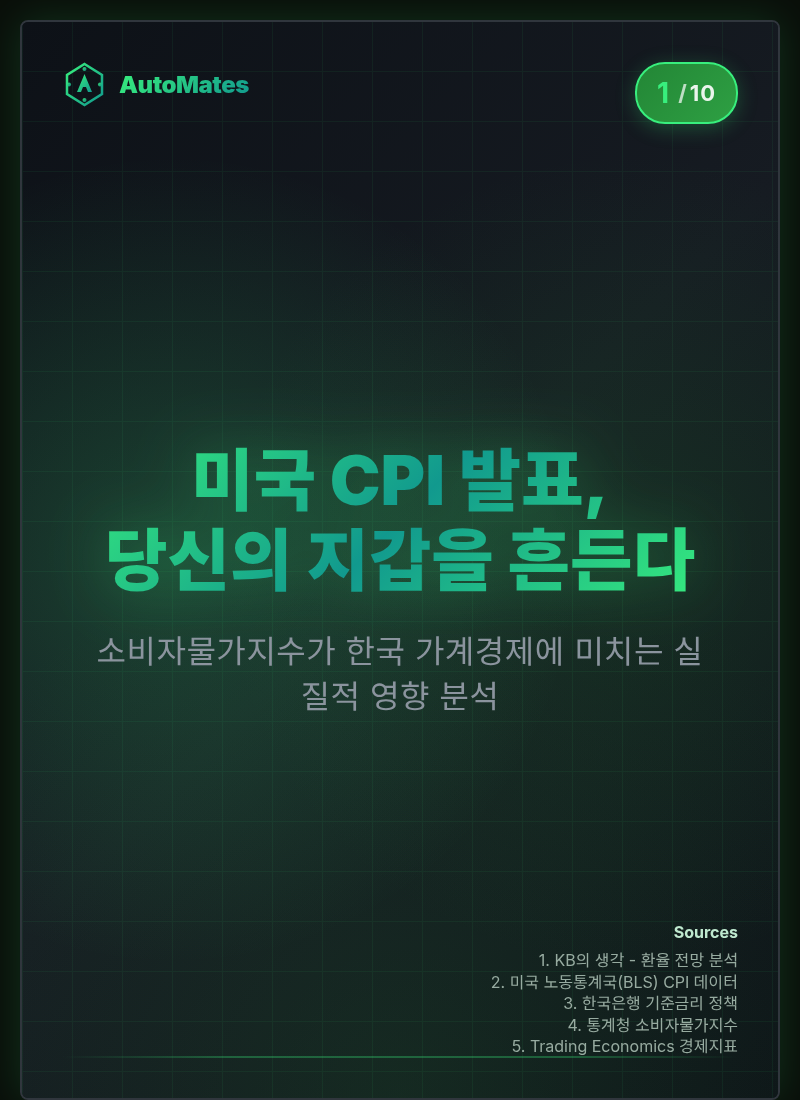 AutoMates
1 / 10
미국 CPI 발표,
당신의 지갑을 흔든다
소비자물가지수가 한국 가계경제에 미치는 실
질적 영향 분석
Sources
1. KB의 생각 - 환율 전망 분석
2. 미국 노동통계국(BLS) CPI 데이터
3. 한국은행 기준금리 정책
4. 통계청 소비자물가지수
5. Trading Economics 경제지표